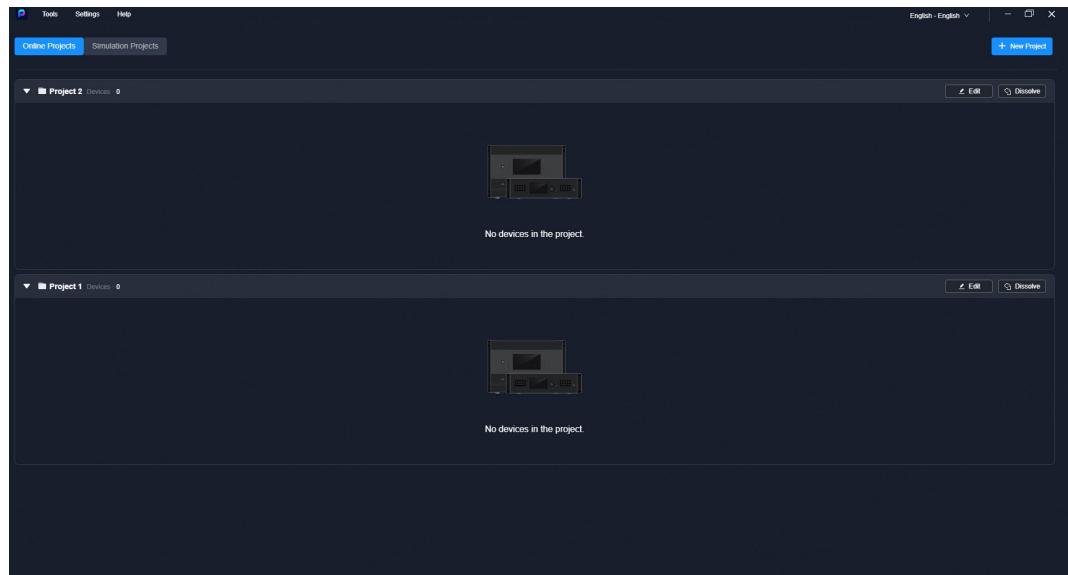 Tools Settings Help English - English
Online Projects Simulation Projects + New Project
Project 2 Devices 0 Edit Dissolve
No devices in the project.
Project 1 Devices 0 Edit Dissolve
No devices in the project.